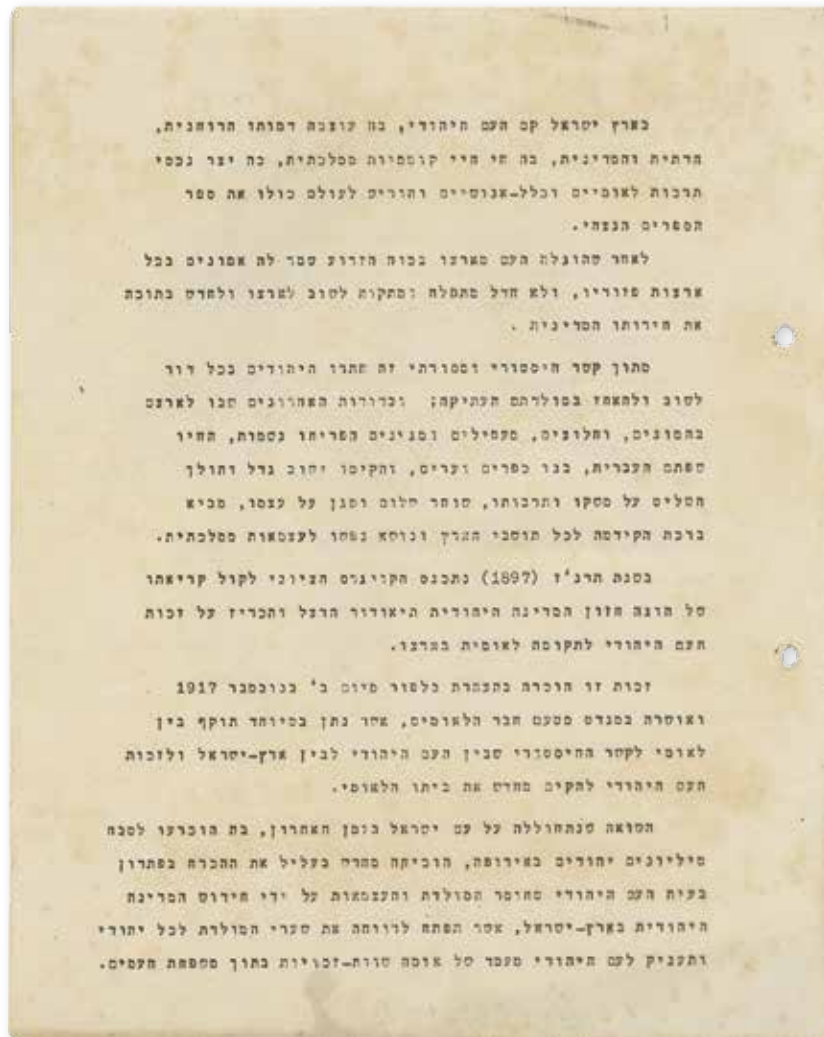 בארץ ישראל קם העם היהודי, בה עוצבה דמותו הרוחנית,
הדתית והמדינית, בה חי חיי קוממיות ממלכתית, בה יצר נכסי
תרבות לאומיים וכלל-אנושיים והוריש לעולם כולו את ספר
הספרים הנצחי.
לאחר שהוגלה העם מארצו בכוח הזרוע שמר לה אמונים בכל
ארצות פזוריו, ולא חדל מתפלה ומתקוה לשוב לארצו ולחדש בתוכה
את חירותו המדינית .
מתוך קשר היסטורי ומסורתי זה חתרו היהודים בכל דור
לשוב ולהאחז במולדתם העתיקה; ובדורות האחרונים שבו לארצם
בהמונים, וחלוצים, מעפילים ומגינים הפריחו נשמות, החיו
שפתם העברית, בנו כפרים וערים, והקימו ישוב גדל והולך
השליט על משקו ותרבותו, שוחר שלום ומגן על עצמו, מביא
ברכת הקידמה לכל תושבי הארץ ונושא נפשו לעצמאות ממלכתית.
בשנת תרנ'ז (1897) נתכנס הקונגרס הציוני לקול קריאתו
של הוגה חזון המדינה היהודית תיאודור הרצל והכריז על זכות
העם היהודי לתקומה לאומית בארצו.
זכות זו הוכרה בהצהרת בלפור מיום ב' בנובמבר 1917
ואושרה במנדט מטעם חבר הלאומים, אשר נתן במיוחד תוקף בין
לאומי לקשר ההיסטורי שבין העם היהודי לבין ארץ-ישראל ולזכות
העם היהודי להקים מחדש את ביתו הלאומי.
השואה שנתחוללה על עם ישראל בזמן האחרון, בה הוכרעו לטבח
מיליונים יהודים באירופה, הוכיחה מחדש בעליל את ההכרח בפתרון
בעית העם היהודי מחוסר המולדת והעצמאות על ידי חידוש המדינה
היהודית בארץ-ישראל, אשר תפתח לרווחה את שערי המולדת לכל יהודי
ותעניק לעם היהודי מעמד של אומה שוות-זכויות בתוך משפחת העמים.